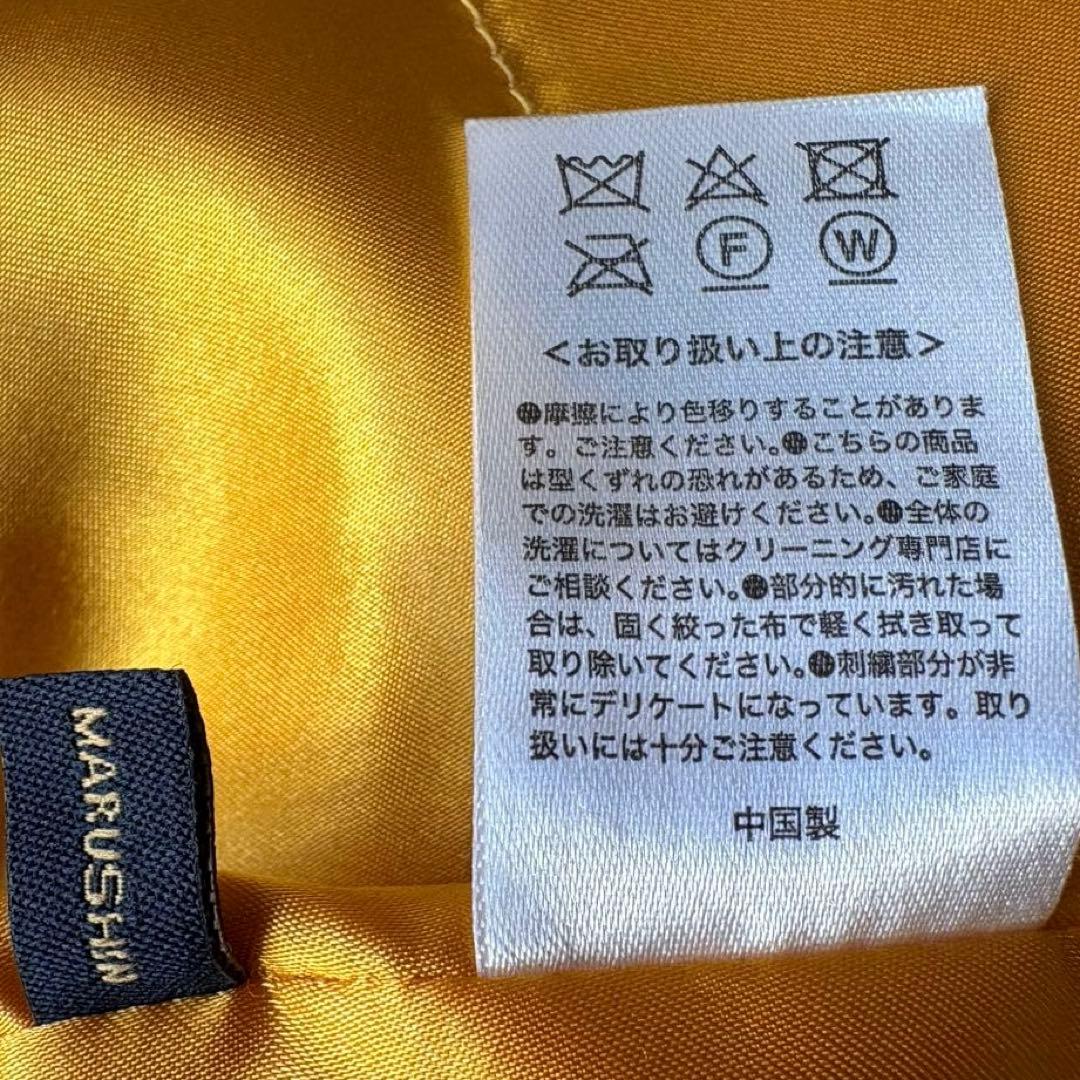 F W
＜お取り扱い上の注意＞
摩擦により色移りすることがありま
す。ご注意ください。こちらの商品
は型くずれの恐れがあるため、ご家庭
での洗濯はお避けください。全体の
洗濯についてはクリーニング専門店に
ご相談ください。部分的に汚れた場
合は、固く絞った布で軽く拭き取って
取り除いてください。刺繍部分が非
常にデリケートになっています。取り
扱いには十分ご注意ください。
中国製
MARUSHIN